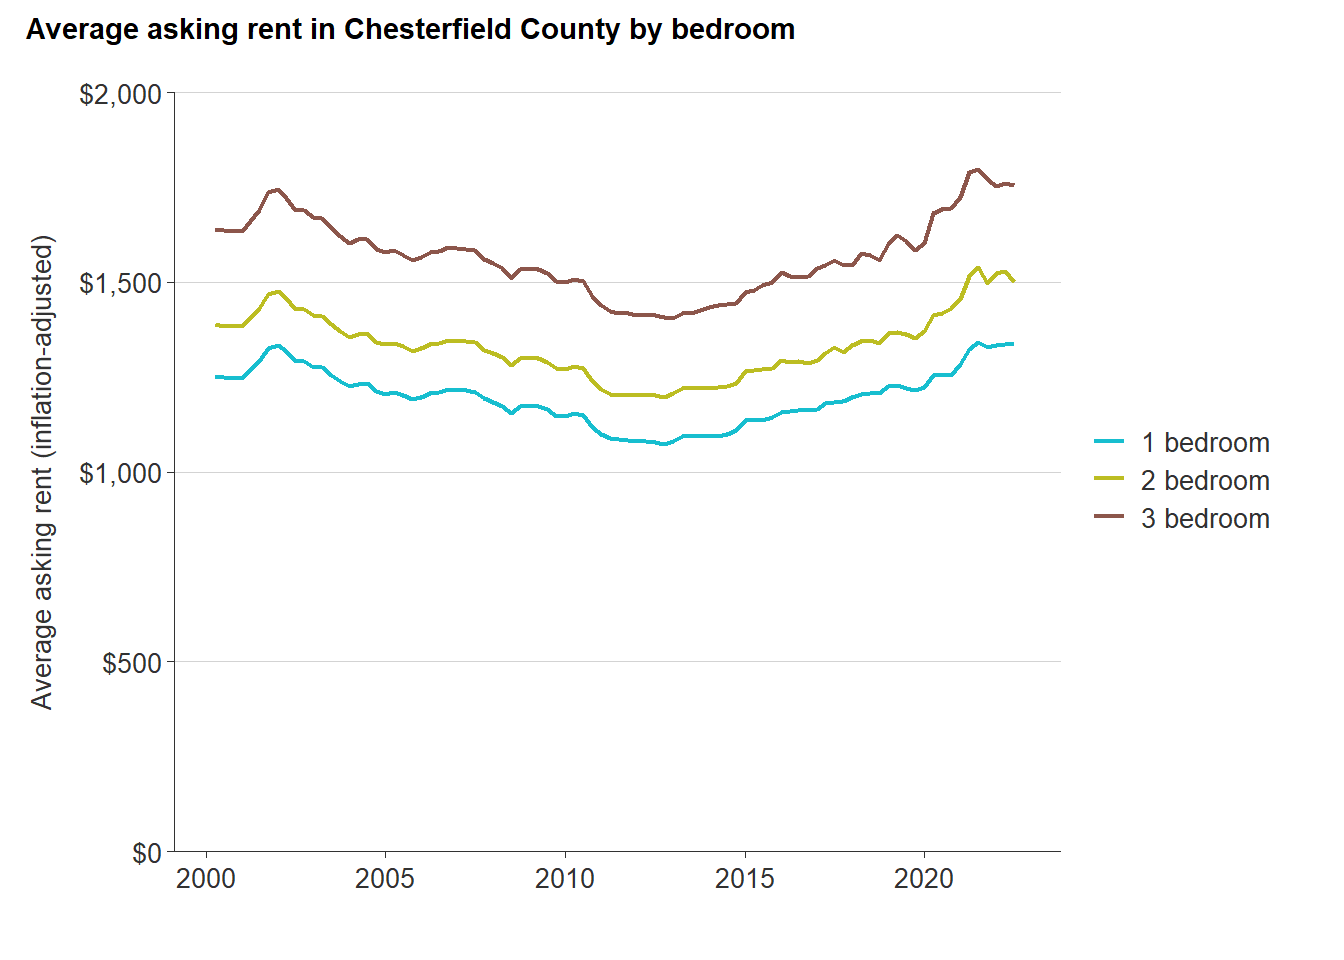 Average asking rent in Chesterfield County by bedroom
Average asking rent (inflation-adjusted)
$2,000
$1,500
$1,000
$500
$0
2000 2005 2010 2015 2020
1 bedroom
2 bedroom
3 bedroom